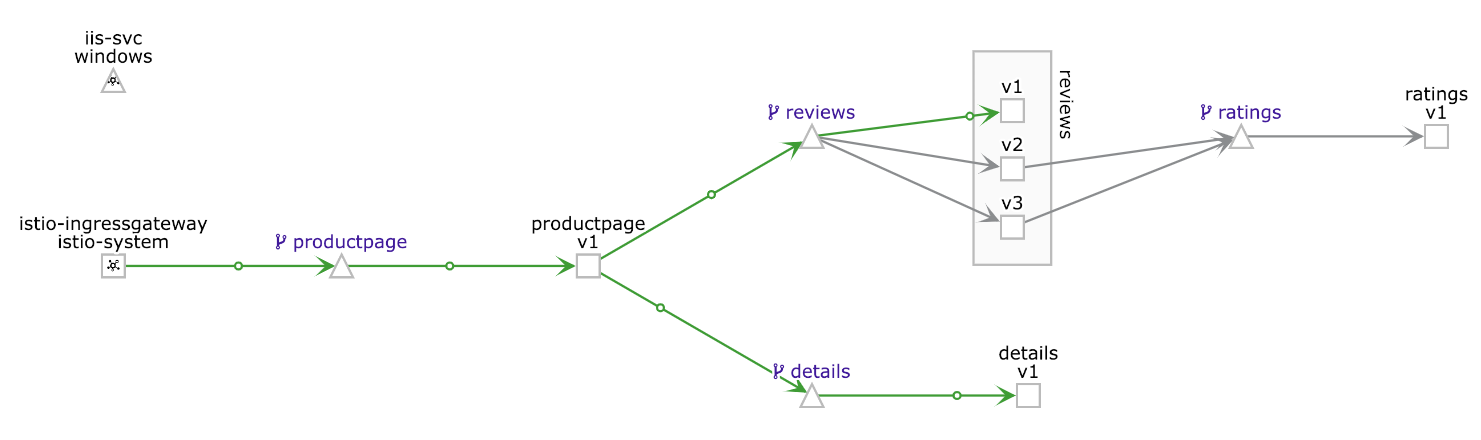 iis-svc
windows
istio-ingressgateway
istio-system
productpage
productpage
v1
reviews
v1
v2
v3
reviews
ratings
ratings
v1
details
details
v1